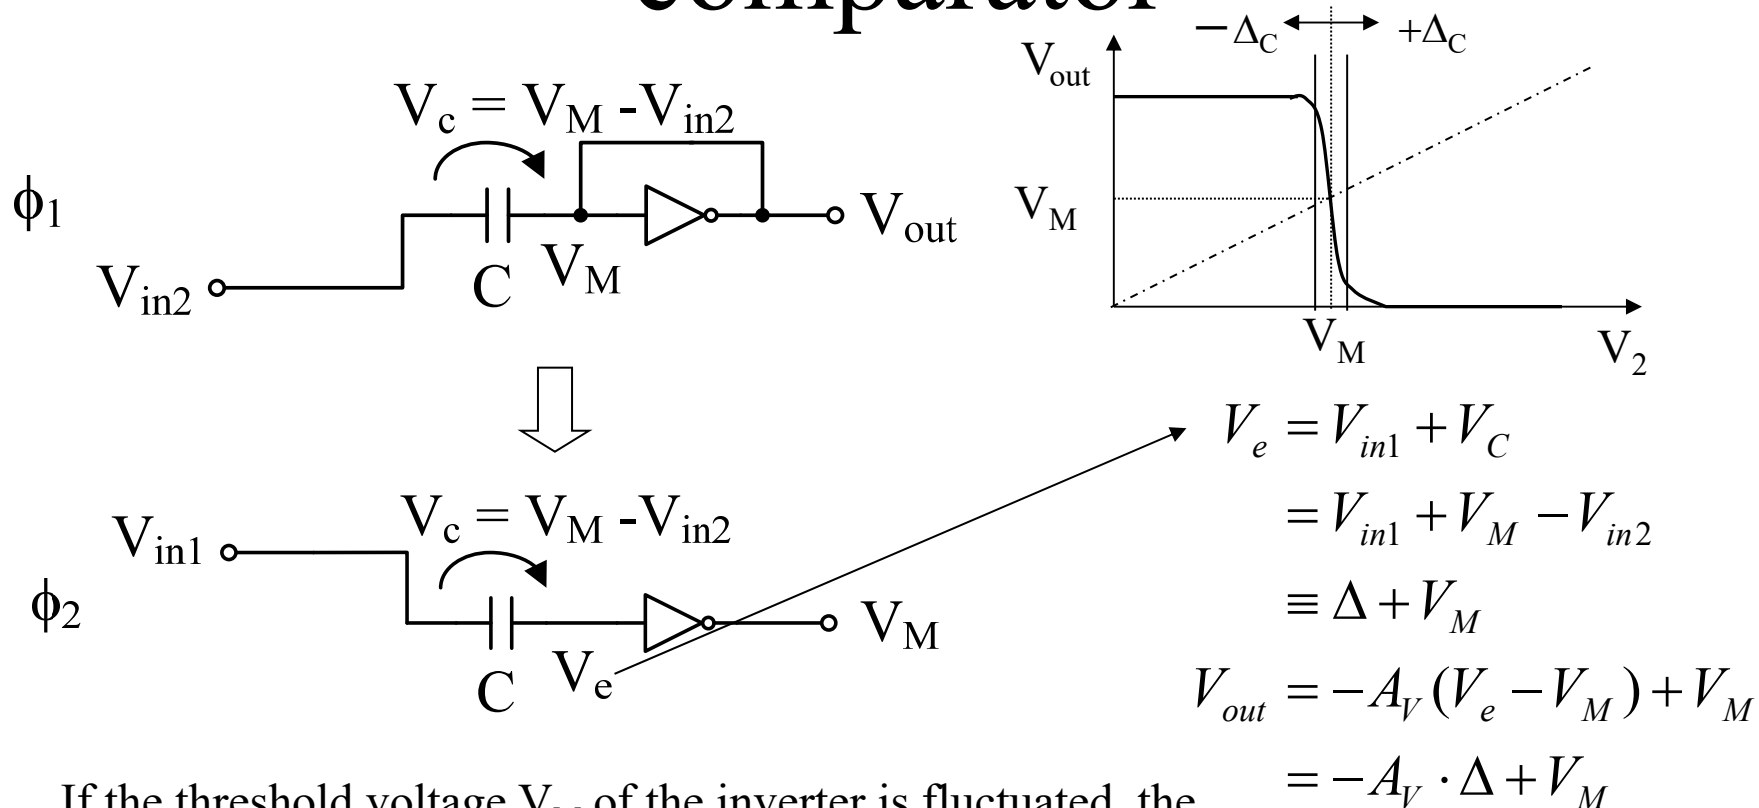 comparator
−Δ_C +Δ_C
V_out
V_M
V_M
V_2
V_c = V_M -V_in2
ϕ_1
V_in2
C
V_M
V_out
V_c = V_M -V_in2
V_in1
ϕ_2
C
V_e
V_M
V_e = V_in1 + V_C
= V_in1 + V_M − V_in2
≡ Δ + V_M
V_out = −A_V (V_e − V_M) + V_M
= −A_V · Δ + V_M
If the threshold voltage V_M of the inverter is fluctuated, the